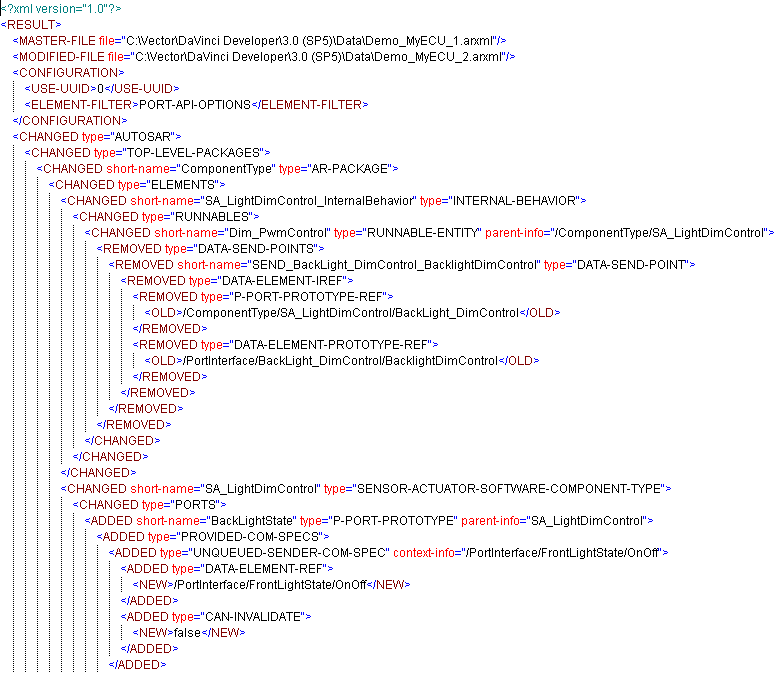 <?xml version="1.0"?>
<RESULT>
<MASTER-FILE file="C:\Vector\DaVinci Developer\3.0 (SP5)\Data\Demo_MyECU_1.arxml"/>
<MODIFIED-FILE file="C:\Vector\DaVinci Developer\3.0 (SP5)\Data\Demo_MyECU_2.arxml"/>
<CONFIGURATION>
<USE-UUID>0</USE-UUID>
<ELEMENT-FILTER>PORT-API-OPTIONS</ELEMENT-FILTER>
</CONFIGURATION>
<CHANGED type="AUTOSAR">
<CHANGED type="TOP-LEVEL-PACKAGES">
<CHANGED short-name="ComponentType" type="AR-PACKAGE">
<CHANGED type="ELEMENTS">
<CHANGED short-name="SA_LightDimControl_InternalBehavior" type="INTERNAL-BEHAVIOR">
<CHANGED type="RUNNABLES">
<CHANGED short-name="Dim_PwmControl" type="RUNNABLE-ENTITY" parent-info="/ComponentType/SA_LightDimControl">
<REMOVED type="DATA-SEND-POINTS">
<REMOVED short-name="SEND_BackLight_DimControl_BacklightDimControl" type="DATA-SEND-POINT">
<REMOVED type="DATA-ELEMENT-IREF">
<REMOVED type="P-PORT-PROTOTYPE-REF">
<OLD>/ComponentType/SA_LightDimControl/BackLight_DimControl</OLD>
</REMOVED>
<REMOVED type="DATA-ELEMENT-PROTOTYPE-REF">
<OLD>/PortInterface/BackLight_DimControl/BacklightDimControl</OLD>
</REMOVED>
</REMOVED>
</REMOVED>
</REMOVED>
</CHANGED>
</CHANGED>
</CHANGED>
<CHANGED short-name="SA_LightDimControl" type="SENSOR-ACTUATOR-SOFTWARE-COMPONENT-TYPE">
<CHANGED type="PORTS">
<ADDED short-name="BackLightState" type="P-PORT-PROTOTYPE" parent-info="SA_LightDimControl">
<ADDED type="PROVIDED-COM-SPECS">
<ADDED type="UNQUEUED-SENDER-COM-SPEC" context-info="/PortInterface/FrontLightState/OnOff">
<ADDED type="DATA-ELEMENT-REF">
<NEW>/PortInterface/FrontLightState/OnOff</NEW>
</ADDED>
<ADDED type="CAN-INVALIDATE">
<NEW>false</NEW>
</ADDED>
</ADDED>